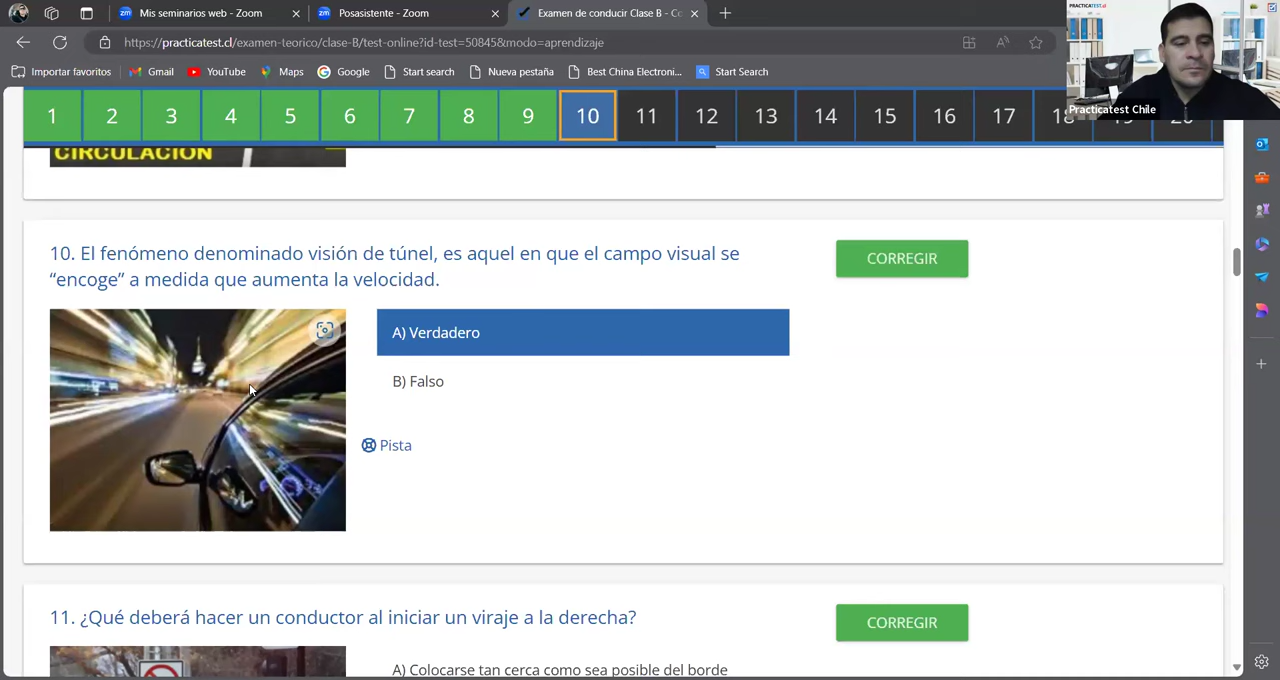 Mis seminarios web - Zoom
Posasistente - Zoom
Examen de conducir Clase B - Co
https://practicatest.cl/examen-teorico/clase-B/test-online?id-test=50845&modo=aprendizaje
Importar favoritos
Gmail
YouTube
Maps
Google
Start search
Nueva pestaña
Best China Electroni...
Start Search
PRACTICATEST.cl
Practicatest Chile
1 2 3 4 5 6 7 8 9 10 11 12 13 14 15 16 17 18
CIRCULACIÓN
10. El fenómeno denominado visión de túnel, es aquel en que el campo visual se
“encoge” a medida que aumenta la velocidad.
CORREGIR
A) Verdadero
B) Falso
Pista
11. ¿Qué deberá hacer un conductor al iniciar un viraje a la derecha?
CORREGIR
A) Colocarse tan cerca como sea posible del borde